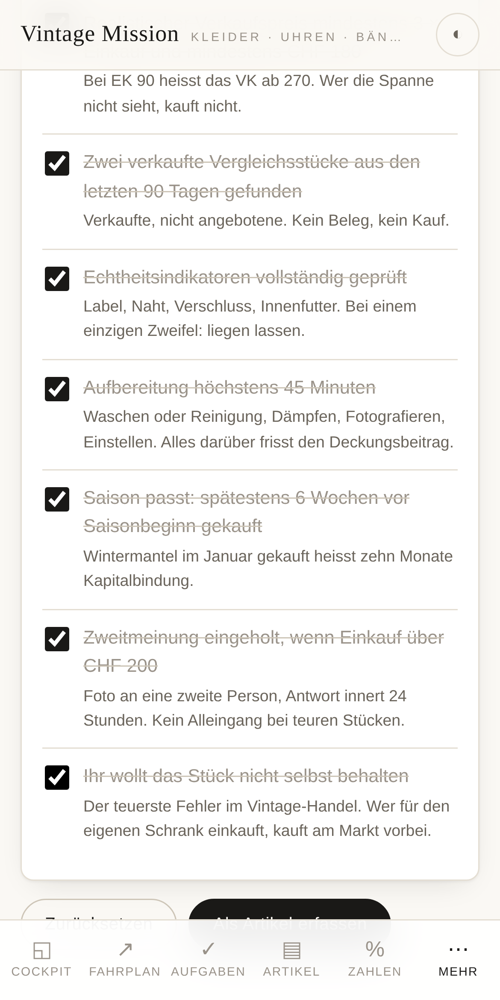 Vintage Mission KLEIDER · UHREN · BÄN…
Einkauf und mindestens CHF 180
Bei EK 90 heisst das VK ab 270. Wer die Spanne
nicht sieht, kauft nicht.
Zwei verkaufte Vergleichsstücke aus den
letzten 90 Tagen gefunden
Verkaufte, nicht angebotene. Kein Beleg, kein Kauf.
Echtheitsindikatoren vollständig geprüft
Label, Naht, Verschluss, Innenfutter. Bei einem
einzigen Zweifel: liegen lassen.
Aufbereitung höchstens 45 Minuten
Waschen oder Reinigung, Dämpfen, Fotografieren,
Einstellen. Alles darüber frisst den Deckungsbeitrag.
Saison passt: spätestens 6 Wochen vor
Saisonbeginn gekauft
Wintermantel im Januar gekauft heisst zehn Monate
Kapitalbindung.
Zweitmeinung eingeholt, wenn Einkauf über
CHF 200
Foto an eine zweite Person, Antwort innert 24
Stunden. Kein Alleingang bei teuren Stücken.
Ihr wollt das Stück nicht selbst behalten
Der teuerste Fehler im Vintage-Handel. Wer für den
eigenen Schrank einkauft, kauft am Markt vorbei.
Zurücksetzen Als Artikel erfassen
COCKPIT FAHRPLAN AUFGABEN ARTIKEL % ZAHLEN MEHR